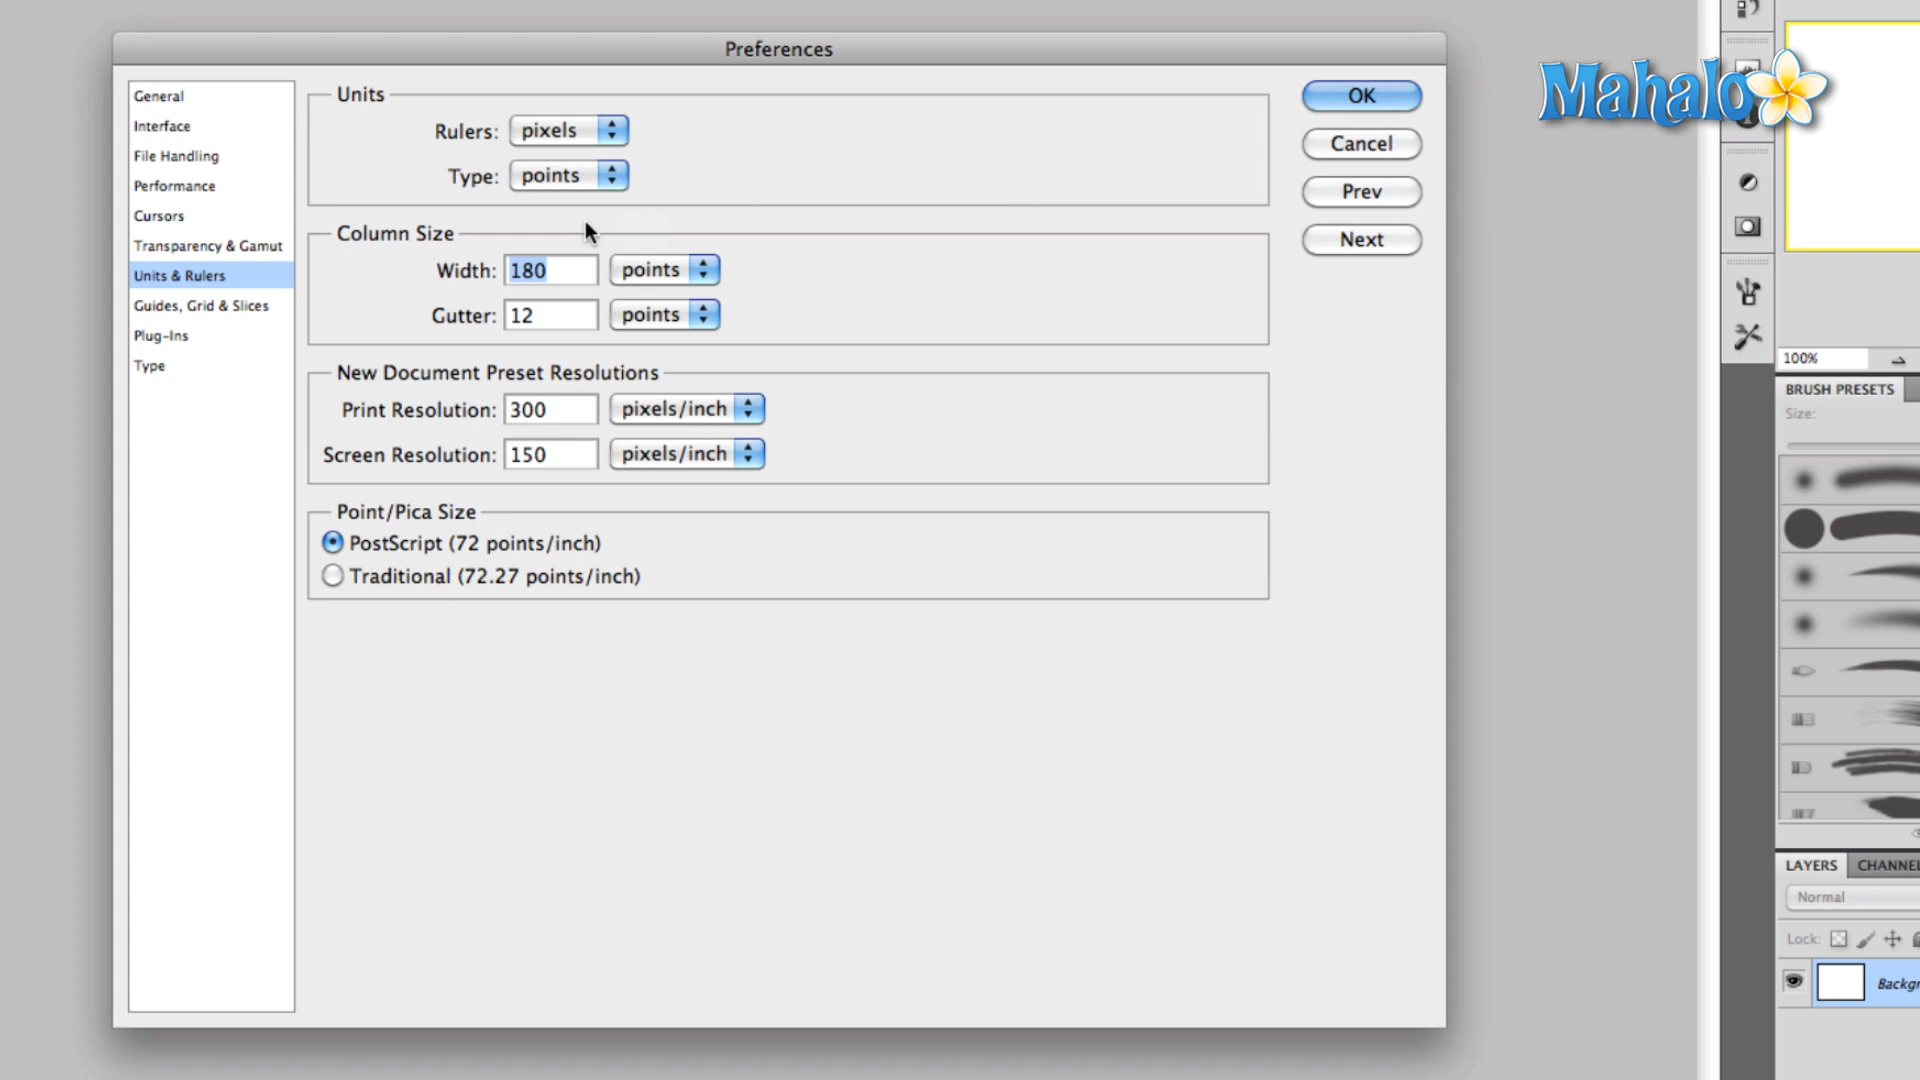 Preferences
General
Interface
File Handling
Performance
Cursors
Transparency & Gamut
Units & Rulers
Guides, Grid & Slices
Plug-Ins
Type
Units
Rulers: pixels
Type: points
Column Size
Width: 180 points
Gutter: 12 points
New Document Preset Resolutions
Print Resolution: 300 pixels/inch
Screen Resolution: 150 pixels/inch
Point/Pica Size
PostScript (72 points/inch)
Traditional (72.27 points/inch)
OK
Cancel
Prev
Next
Mahalo
100%
BRUSH PRESETS
Size:
LAYERS CHANNEL
Normal
Lock:
Backgr